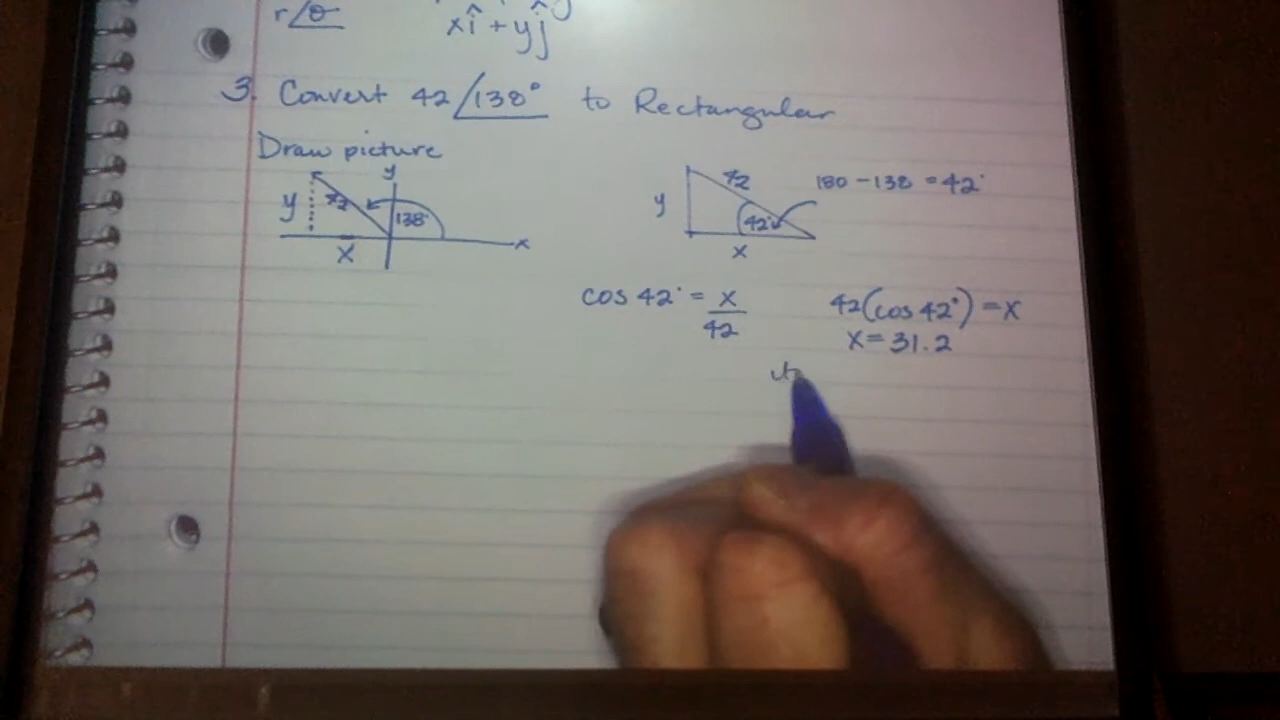 r/θ
xî + yĵ
3. Convert 42 /138° to Rectangular
Draw picture
y
y 42 138°
x
x
y 42 42° 180 - 138 = 42°
x
cos 42° = x/42
42(cos 42°) = x
x = 31.2